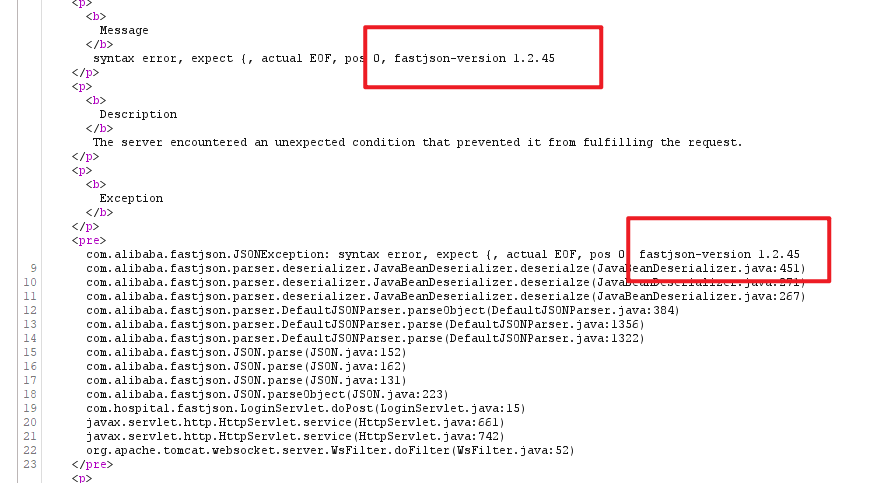 <p>
<b>
Message
</b>
syntax error, expect {, actual EOF, pos 0, fastjson-version 1.2.45
</p>
<p>
<b>
Description
</b>
The server encountered an unexpected condition that prevented it from fulfilling the request.
</p>
<p>
<b>
Exception
</b>
</p>
<pre>
com.alibaba.fastjson.JSONException: syntax error, expect {, actual EOF, pos 0, fastjson-version 1.2.45
9 com.alibaba.fastjson.parser.deserializer.JavaBeanDeserializer.deserialze(JavaBeanDeserializer.java:451)
10 com.alibaba.fastjson.parser.deserializer.JavaBeanDeserializer.deserialze(JavaBeanDeserializer.java:271)
11 com.alibaba.fastjson.parser.deserializer.JavaBeanDeserializer.deserialze(JavaBeanDeserializer.java:267)
12 com.alibaba.fastjson.parser.DefaultJSONParser.parseObject(DefaultJSONParser.java:384)
13 com.alibaba.fastjson.parser.DefaultJSONParser.parse(DefaultJSONParser.java:1356)
14 com.alibaba.fastjson.parser.DefaultJSONParser.parse(DefaultJSONParser.java:1322)
15 com.alibaba.fastjson.JSON.parse(JSON.java:152)
16 com.alibaba.fastjson.JSON.parse(JSON.java:162)
17 com.alibaba.fastjson.JSON.parse(JSON.java:131)
18 com.alibaba.fastjson.JSON.parseObject(JSON.java:223)
19 com.hospital.fastjson.LoginServlet.doPost(LoginServlet.java:15)
20 javax.servlet.http.HttpServlet.service(HttpServlet.java:661)
21 javax.servlet.http.HttpServlet.service(HttpServlet.java:742)
22 org.apache.tomcat.websocket.server.WsFilter.doFilter(WsFilter.java:52)
23 </pre>
<p>